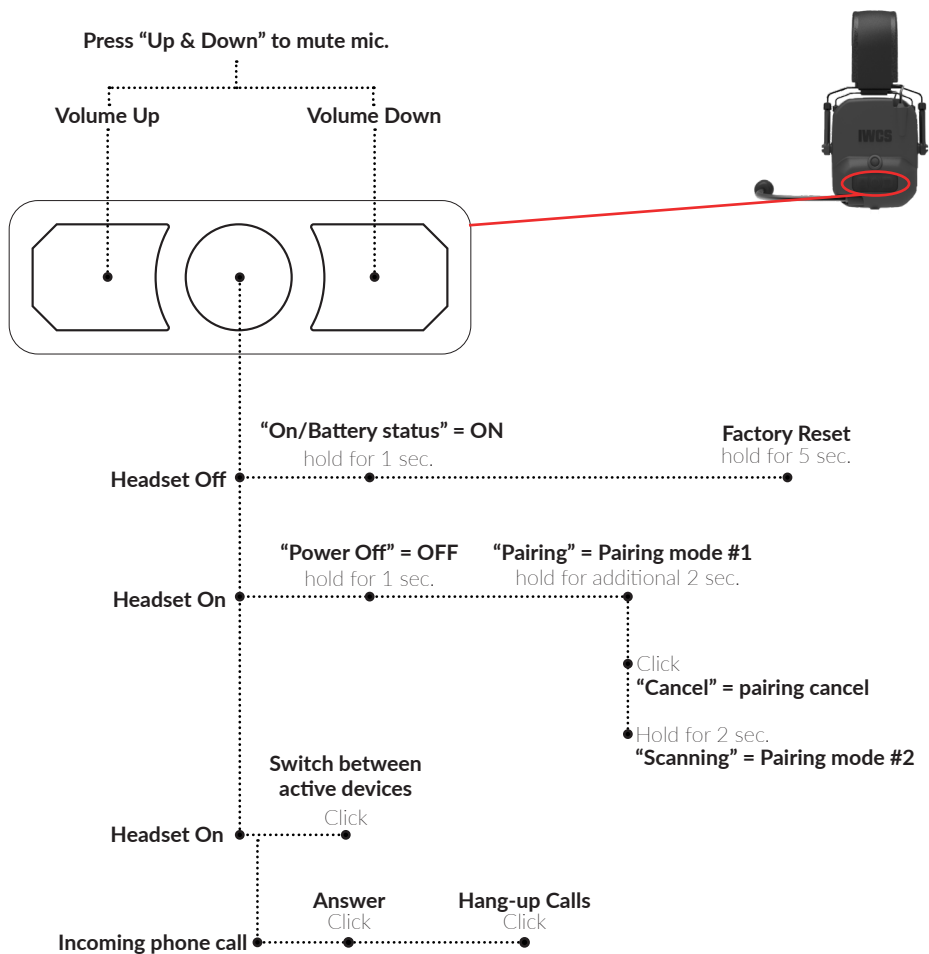 Press “Up & Down” to mute mic.
Volume Up
Volume Down
IWCS
“On/Battery status” = ON
hold for 1 sec.
Factory Reset
hold for 5 sec.
Headset Off
“Power Off” = OFF
hold for 1 sec.
“Pairing” = Pairing mode #1
hold for additional 2 sec.
Headset On
Click
“Cancel” = pairing cancel
Hold for 2 sec.
“Scanning” = Pairing mode #2
Switch between
active devices
Click
Headset On
Answer
Click
Hang-up Calls
Click
Incoming phone call